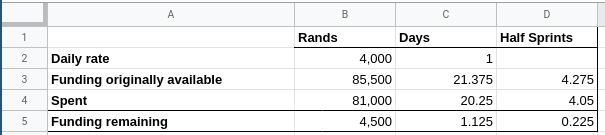 A B C D
1 Rands Days Half Sprints
2 Daily rate 4,000 1
3 Funding originally available 85,500 21.375 4.275
4 Spent 81,000 20.25 4.05
5 Funding remaining 4,500 1.125 0.225